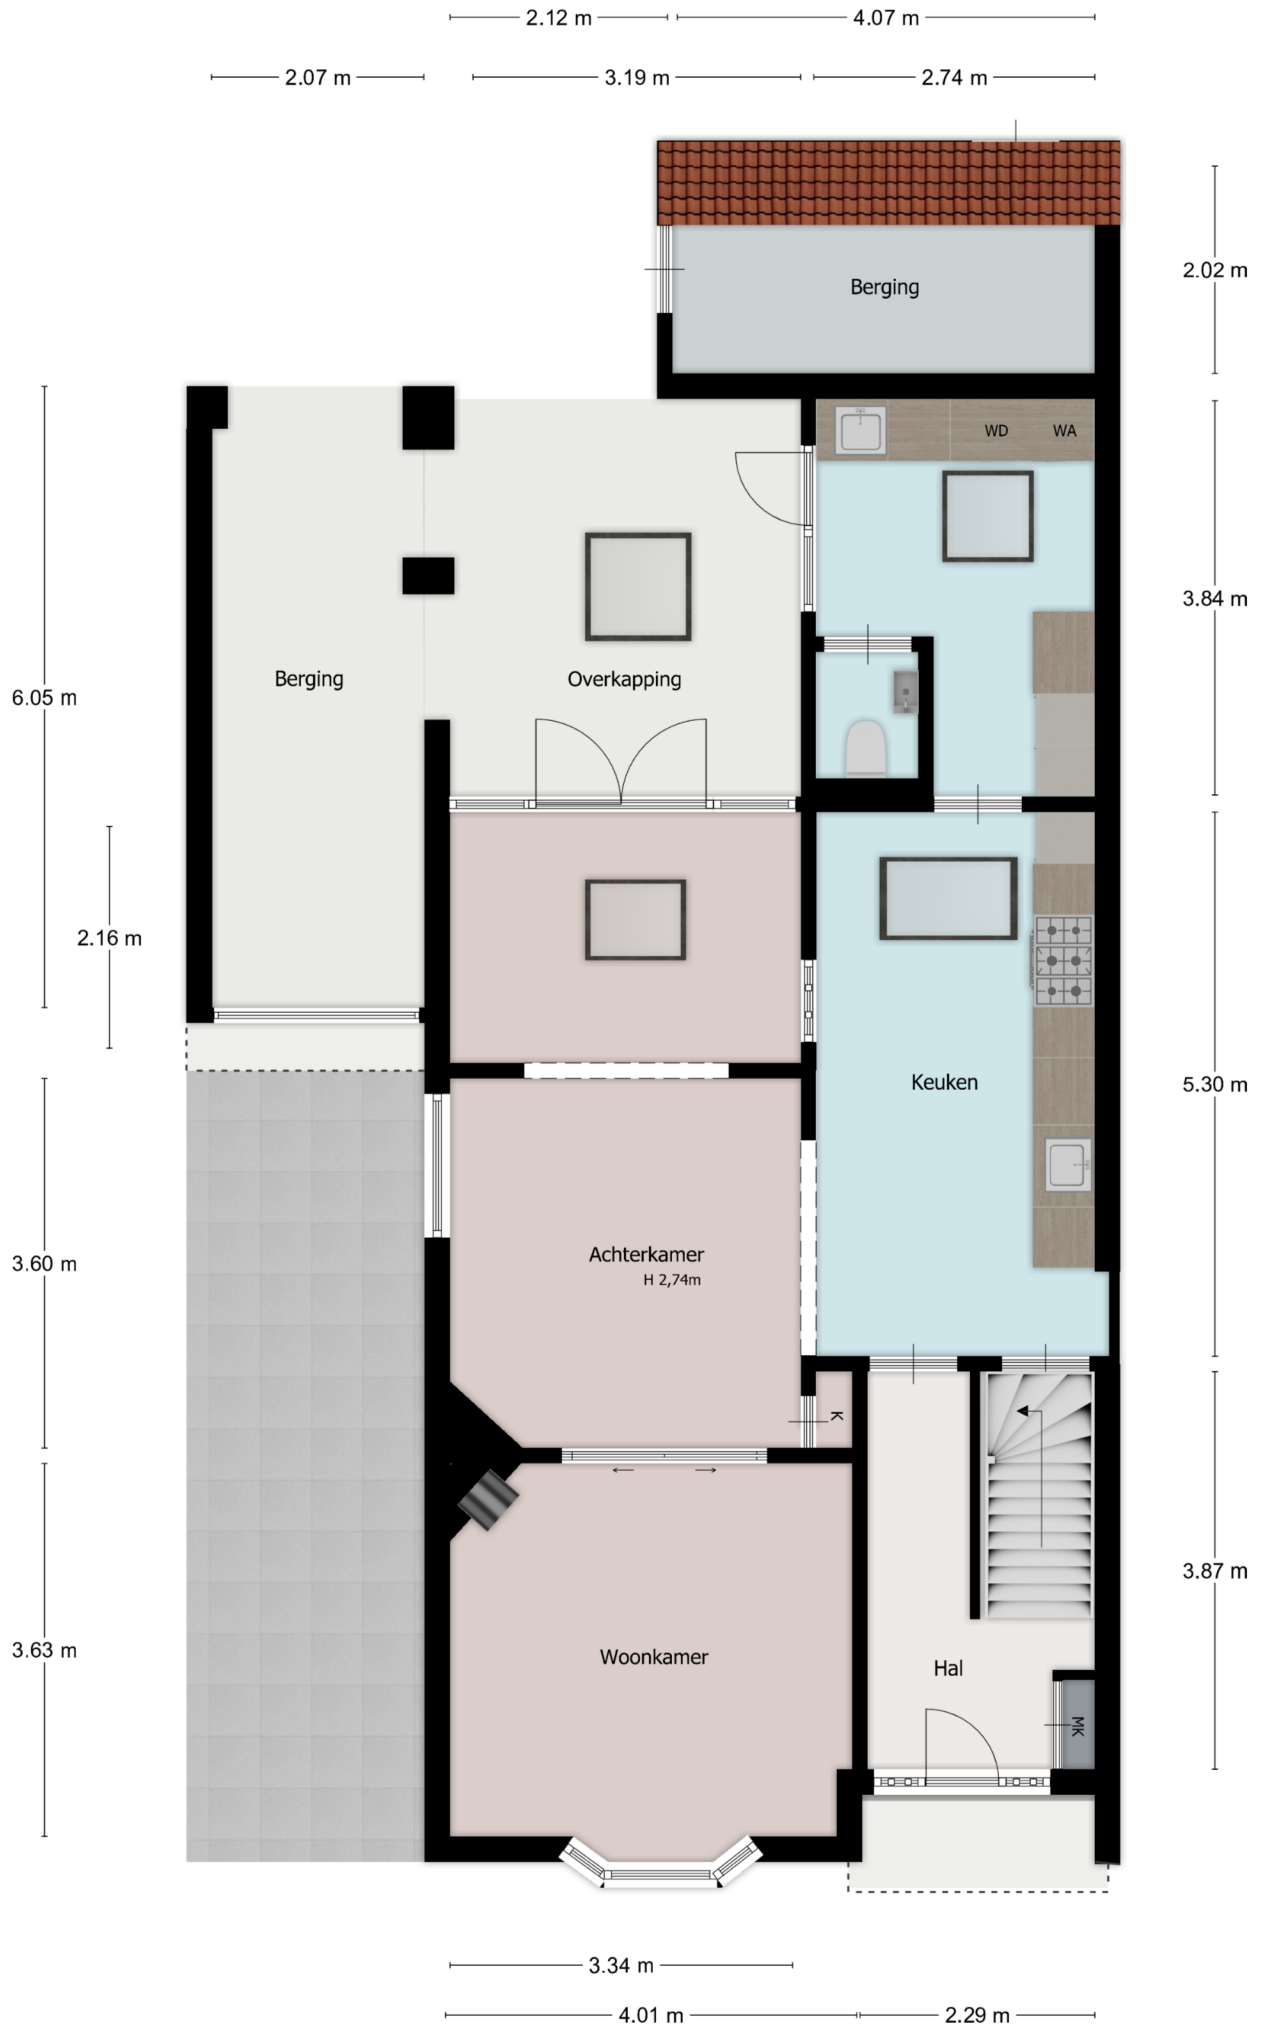 2.12 m
4.07 m
2.07 m
3.19 m
2.74 m
2.02 m
Berging
WD
WA
3.84 m
Berging
Overkapping
6.05 m
2.16 m
Keuken
5.30 m
Achterkamer
H 2,74m
3.60 m
K
3.87 m
3.63 m
Woonkamer
Hal
MK
3.34 m
4.01 m
2.29 m